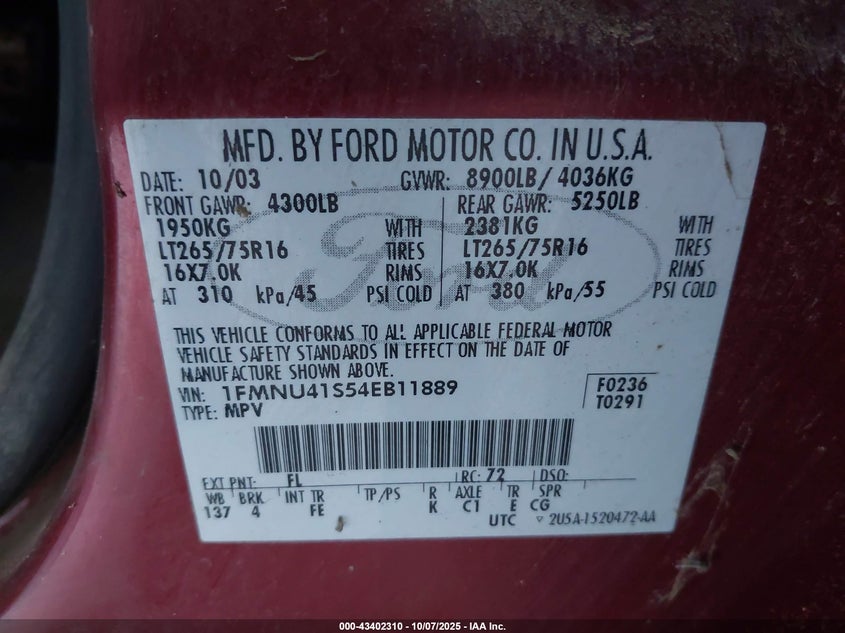 MFD. BY FORD MOTOR CO. IN U.S.A.
DATE: 10/03 GVWR: 8900LB/ 4036KG
FRONT GAWR: 4300LB REAR GAWR: 5250LB
1950KG WITH 2381KG WITH
LT265/75R16 TIRES LT265/75R16 TIRES
16X7.0K RIMS 16X7.0K RIMS
AT 310 kPa/45 PSI COLD AT 380 kPa/55 PSI COLD
Ford
THIS VEHICLE CONFORMS TO ALL APPLICABLE FEDERAL MOTOR
VEHICLE SAFETY STANDARDS IN EFFECT ON THE DATE OF
MANUFACTURE SHOWN ABOVE.
VIN: 1FMNU41S54EB11889 F0236
TYPE: MPV T0291
EXT PNT: FL RC: 72 DSO:
WB BRK INT TR TP/PS R AXLE TR SPR
137 4 FE K C1 E CG
UTC ▽ 2U5A-1520472-AA
000-43402310 - 10/07/2025 - IAA Inc.